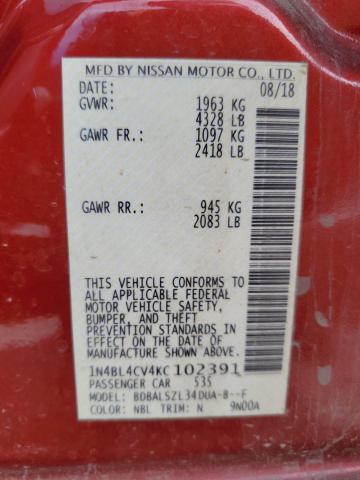 MFD BY NISSAN MOTOR CO., LTD.
DATE: 08/18
GVWR: 1963 KG
4328 LB
GAWR FR.: 1097 KG
2418 LB
GAWR RR.: 945 KG
2083 LB
THIS VEHICLE CONFORMS TO
ALL APPLICABLE FEDERAL
MOTOR VEHICLE SAFETY,
BUMPER, AND THEFT
PREVENTION STANDARDS
IN EFFECT ON THE DATE
OF MANUFACTURE SHOWN ABOVE.
1N4BL4CV4KC102391
PASSENGER CAR 535
MODEL: BDBALSZL34DUA-B--F
COLOR: NBL TRIM: N 9N00A